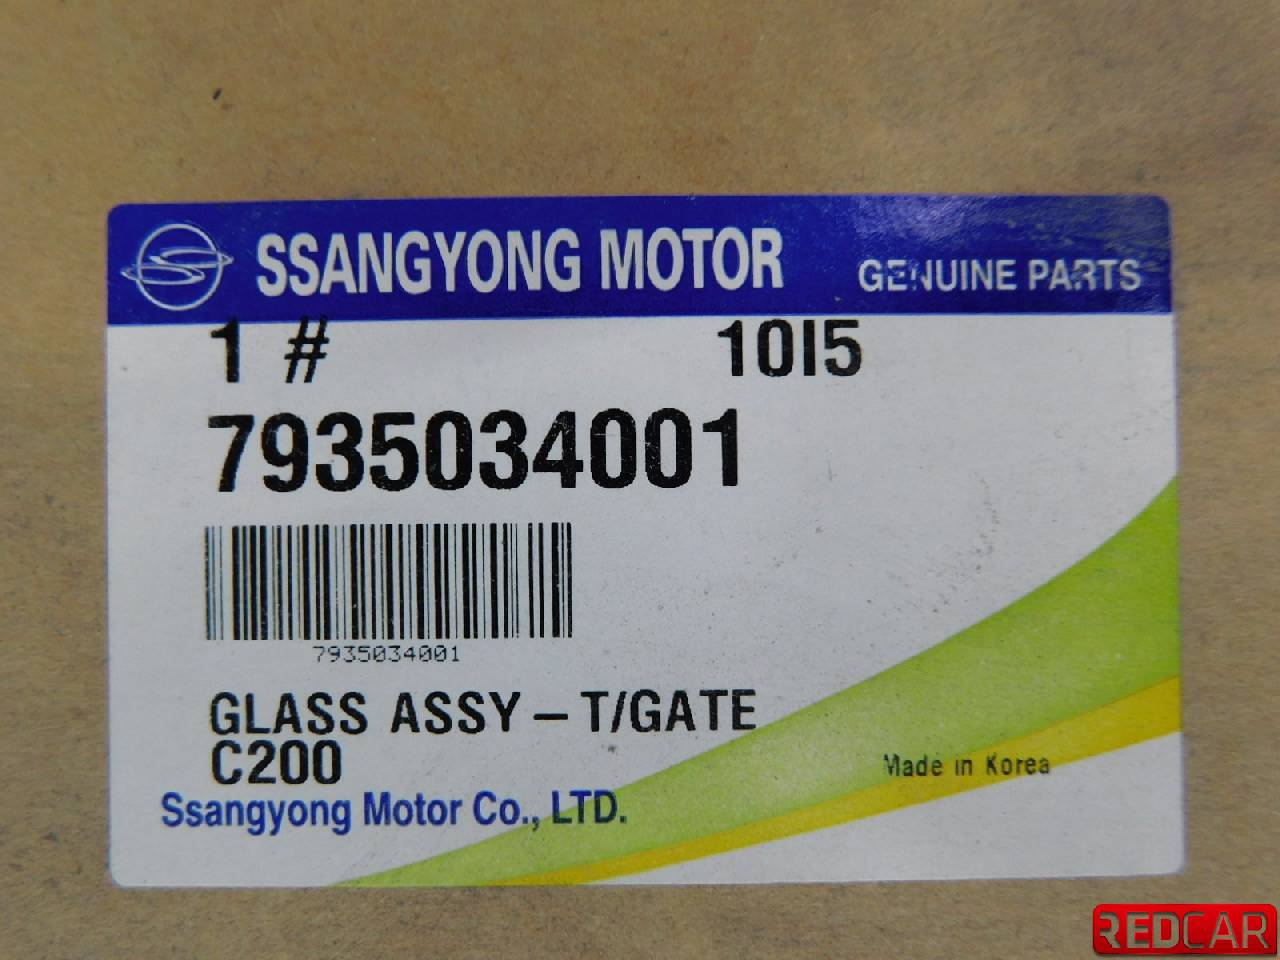 SSANGYONG MOTOR GENUINE PARTS
1 # 10I5
7935034001
7935034001
GLASS ASSY – T/GATE
C200
Made in Korea
Ssangyong Motor Co., LTD.
REDCAR